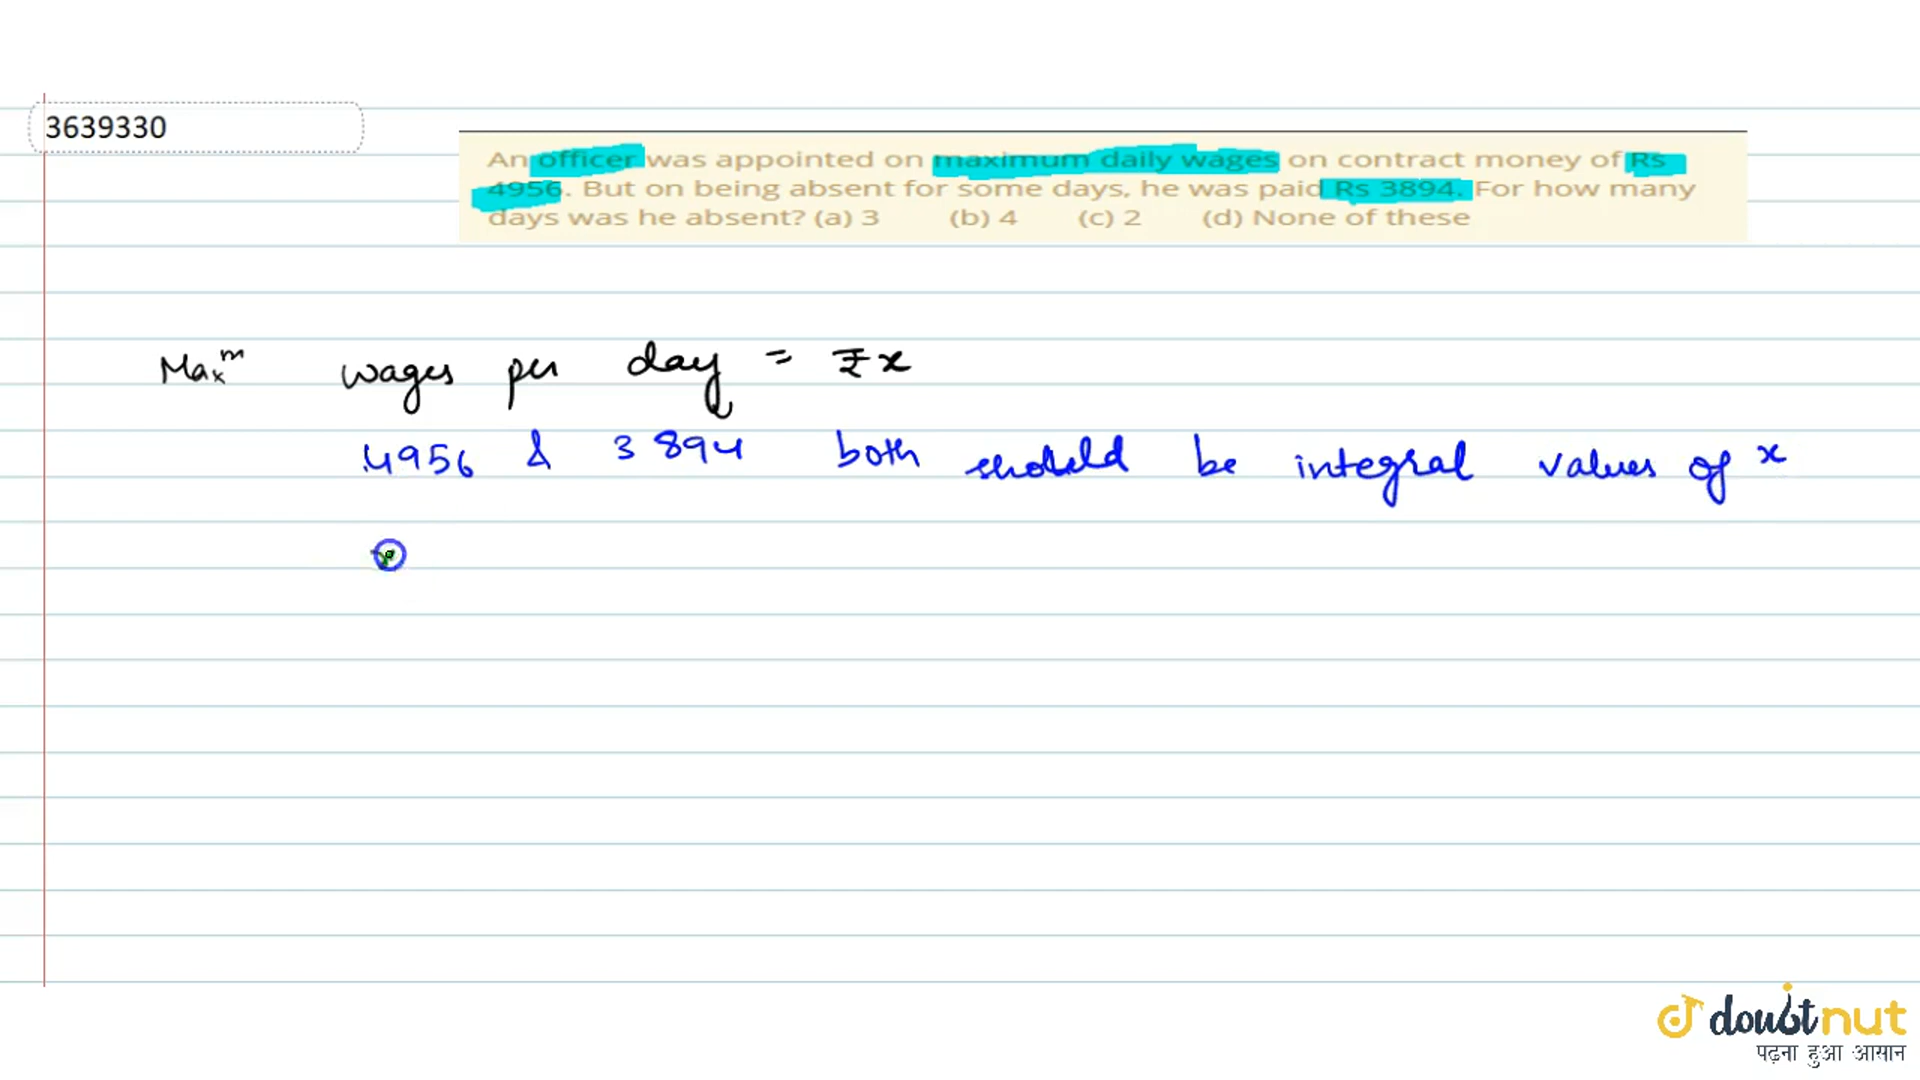 3639330
An officer was appointed on maximum daily wages on contract money of Rs
4956. But on being absent for some days, he was paid Rs 3894. For how many
days was he absent? (a) 3 (b) 4 (c) 2 (d) None of these
Maxᵐ wages per day = ₹ x
4956 & 3894 both should be integral values of x
doubtnut
पढ़ना हुआ आसान